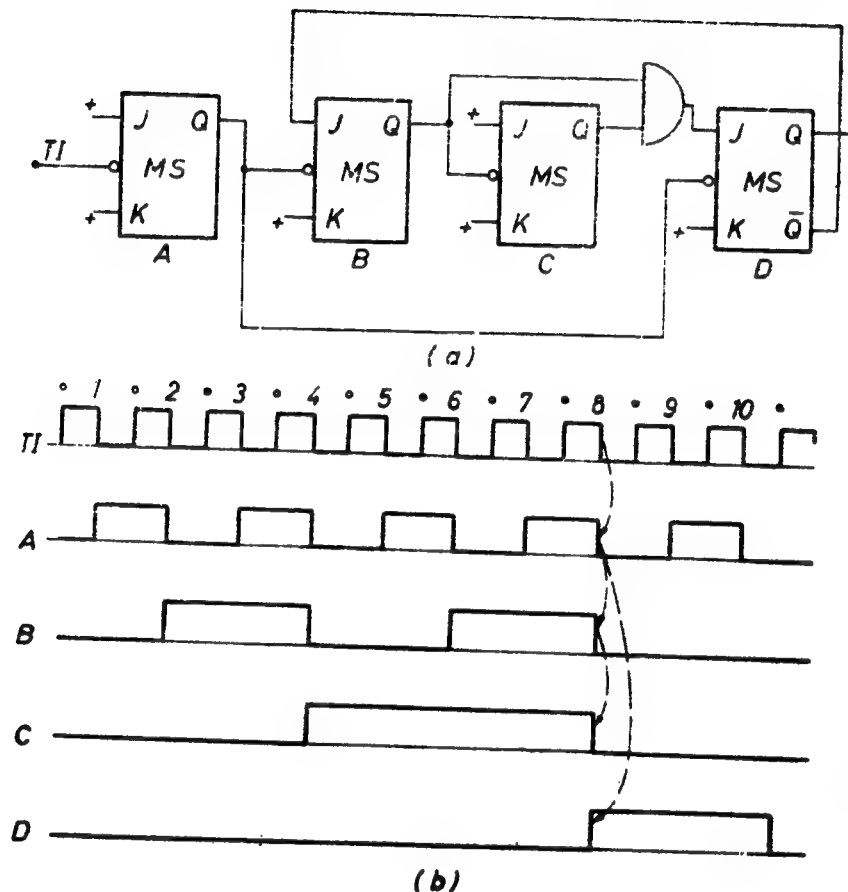 + J Q + J Q + J Q J Q
TI MS MS MS MS
+ K + K + K + K Q̄
A B C D
(a)
1 2 3 4 5 6 7 8 9 10
TI
A
B
C
D
(b)